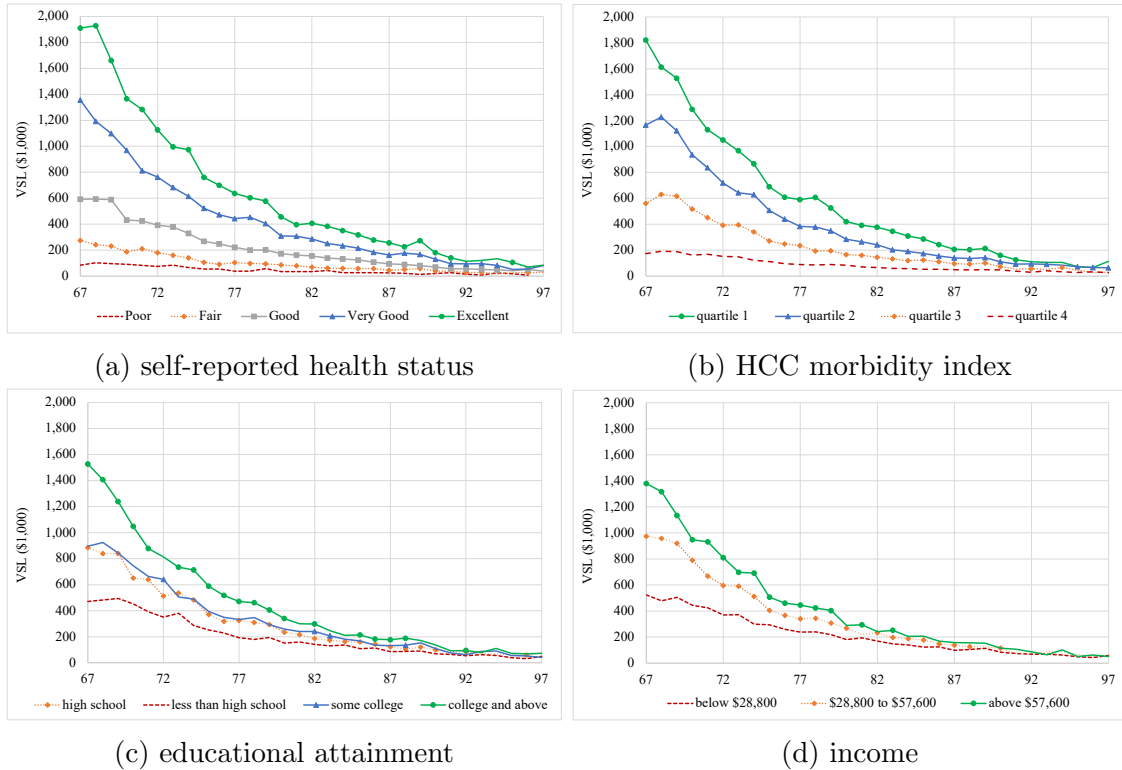 2,000
1,800
1,600
1,400
1,200
1,000
800
600
400
200
0
VSL ($1,000)
67 72 77 82 87 92 97
Poor Fair Good Very Good Excellent
(a) self-reported health status
2,000
1,800
1,600
1,400
1,200
1,000
800
600
400
200
0
VSL ($1,000)
67 72 77 82 87 92 97
quartile 1 quartile 2 quartile 3 quartile 4
(b) HCC morbidity index
2,000
1,800
1,600
1,400
1,200
1,000
800
600
400
200
0
VSL ($1,000)
67 72 77 82 87 92 97
high school less than high school some college college and above
(c) educational attainment
2,000
1,800
1,600
1,400
1,200
1,000
800
600
400
200
0
VSL ($1,000)
67 72 77 82 87 92 97
below $28,800 $28,800 to $57,600 above $57,600
(d) income